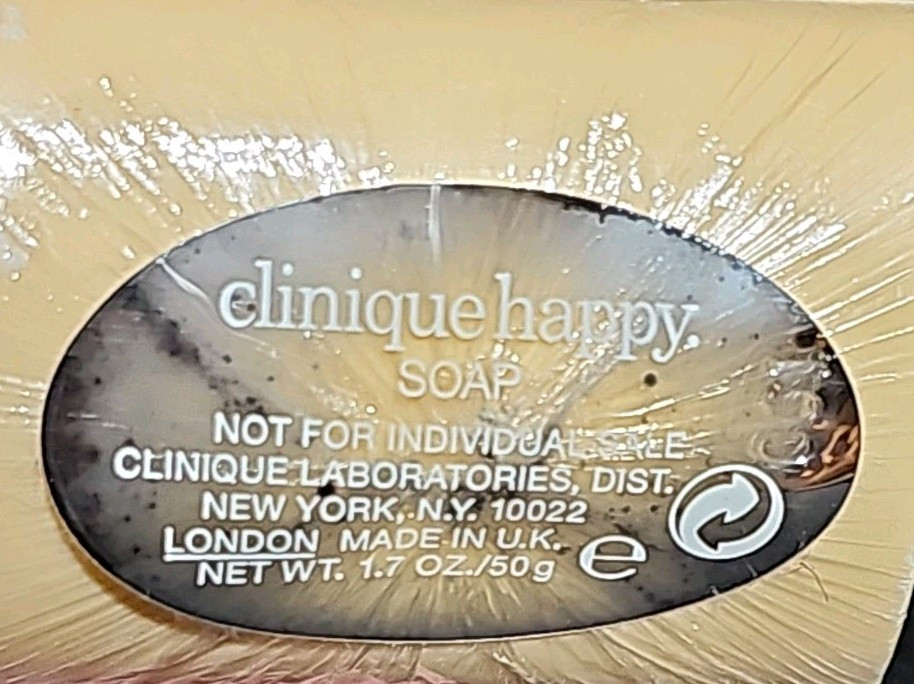 clinique happy.
SOAP
NOT FOR INDIVIDUAL SALE
CLINIQUE LABORATORIES, DIST.
NEW YORK, N.Y. 10022
LONDON MADE IN U.K.
NET WT. 1.7 OZ./50g e